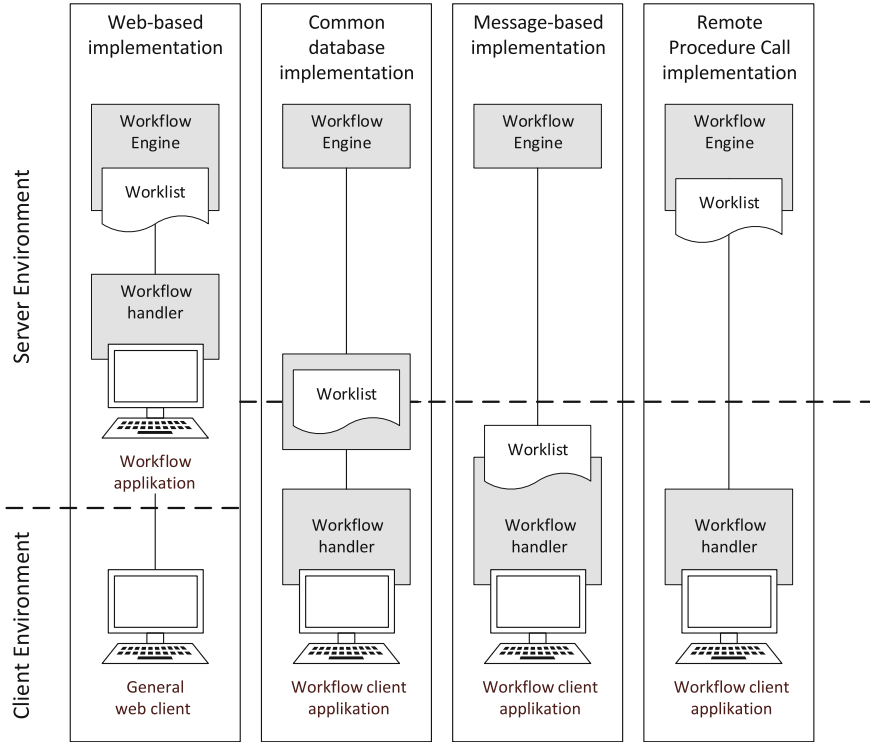 Web-based
implementation
Workflow
Engine
Worklist
Workflow
handler
Workflow
applikation
General
web client
Common
database
implementation
Workflow
Engine
Worklist
Workflow
handler
Workflow client
applikation
Message-based
implementation
Workflow
Engine
Worklist
Workflow
handler
Workflow client
applikation
Remote
Procedure Call
implementation
Workflow
Engine
Worklist
Workflow
handler
Workflow client
applikation
Server Environment
Client Environment